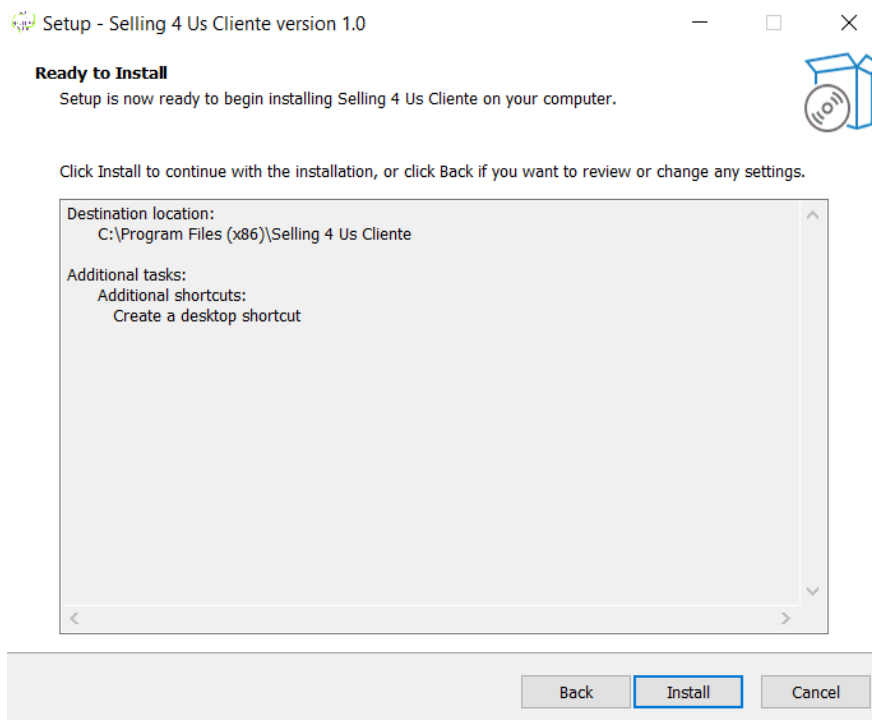 Setup - Selling 4 Us Cliente version 1.0
Ready to Install
Setup is now ready to begin installing Selling 4 Us Cliente on your computer.
Click Install to continue with the installation, or click Back if you want to review or change any settings.
Destination location:
C:\Program Files (x86)\Selling 4 Us Cliente
Additional tasks:
Additional shortcuts:
Create a desktop shortcut
Back
Install
Cancel